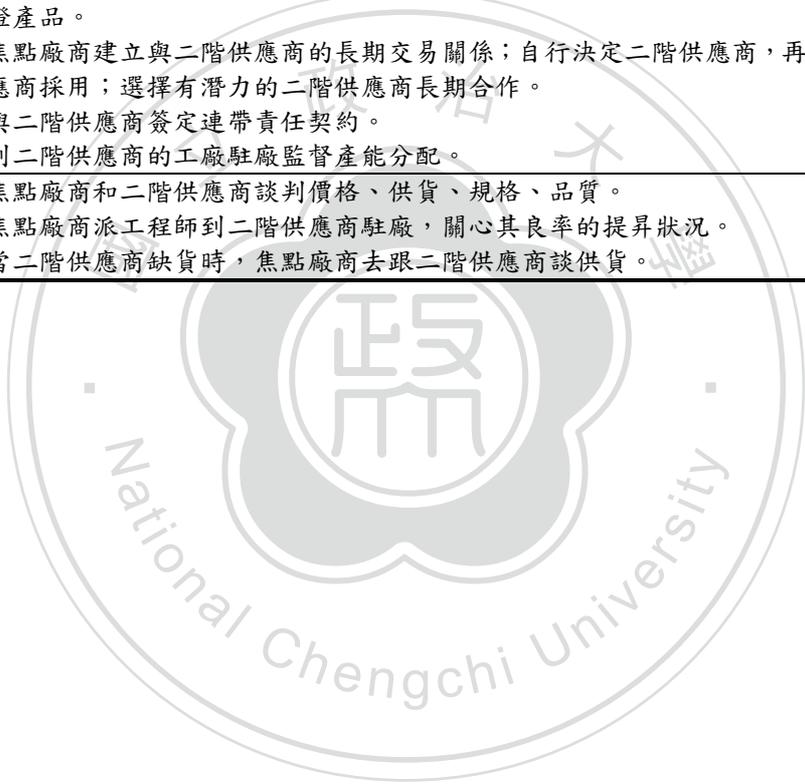 證產品。
焦點廠商建立與二階供應商的長期交易關係；自行決定二階供應商，再
應商採用；選擇有潛力的二階供應商長期合作。
與二階供應商簽定連帶責任契約。
到二階供應商的工廠駐廠監督產能分配。
焦點廠商和二階供應商談判價格、供貨、規格、品質。
焦點廠商派工程師到二階供應商駐廠，關心其良率的提昇狀況。
當二階供應商缺貨時，焦點廠商去跟二階供應商談供貨。
國立政治大學
政
National Chengchi University